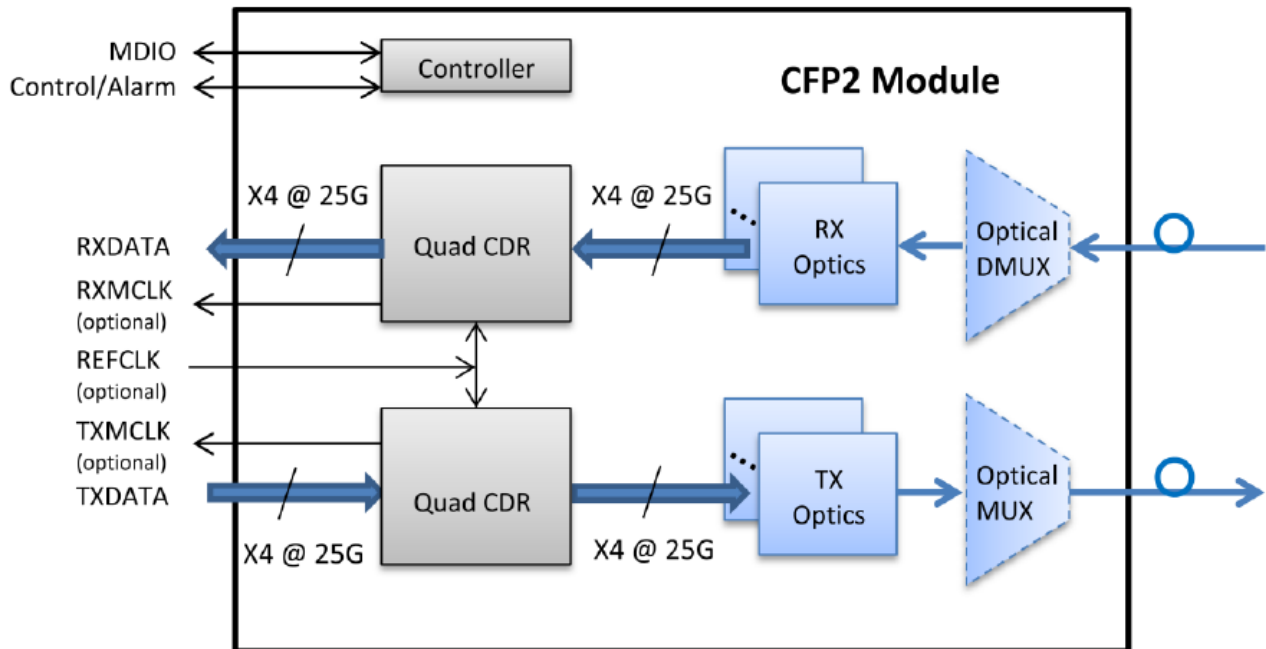 MDIO
Control/Alarm
Controller
CFP2 Module
X4 @ 25G
X4 @ 25G
RXDATA
Quad CDR
RX
Optics
Optical
DMUX
RXMCLK
(optional)
REFCLK
(optional)
TXMCLK
(optional)
TXDATA
Quad CDR
TX
Optics
Optical
MUX
X4 @ 25G
X4 @ 25G